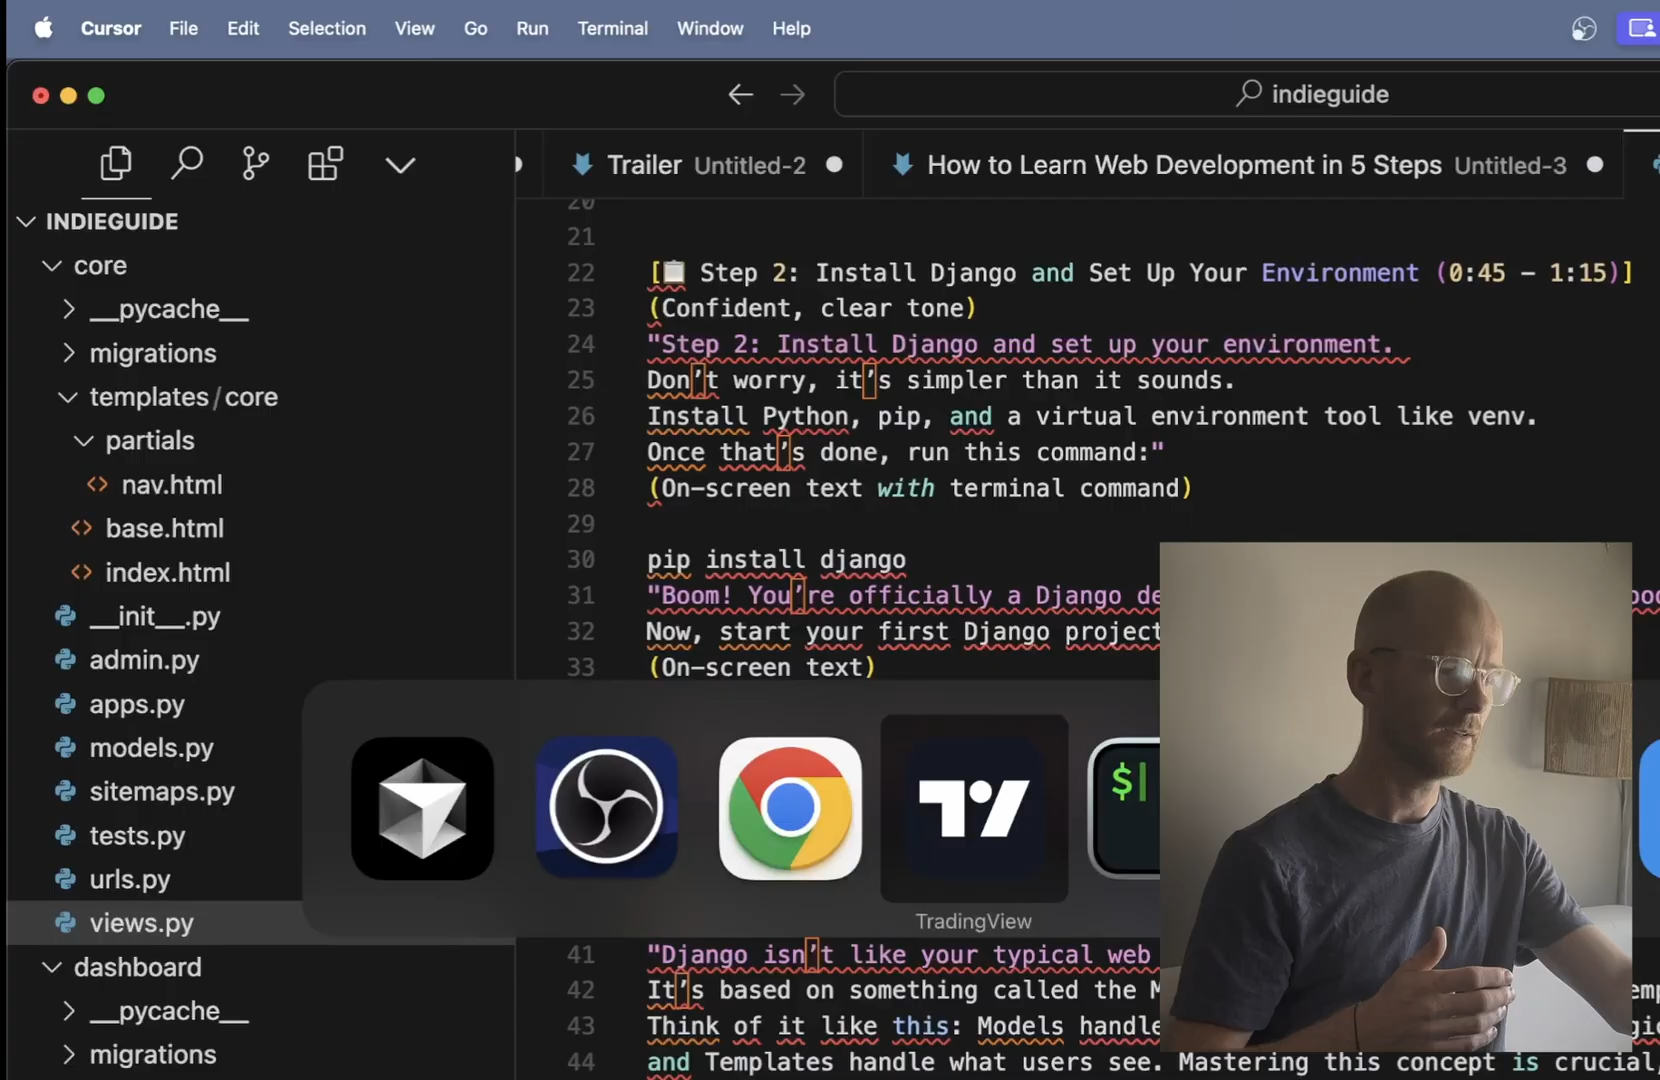 Cursor File Edit Selection View Go Run Terminal Window Help
indieguide
Trailer Untitled-2
How to Learn Web Development in 5 Steps Untitled-3
INDIEGUIDE
core
__pycache__
migrations
templates/core
partials
nav.html
base.html
index.html
__init__.py
admin.py
apps.py
models.py
sitemaps.py
tests.py
urls.py
views.py
dashboard
__pycache__
migrations
20
21
22 [📋 Step 2: Install Django and Set Up Your Environment (0:45 – 1:15)]
23 (Confident, clear tone)
24 "Step 2: Install Django and set up your environment.
25 Don’t worry, it’s simpler than it sounds.
26 Install Python, pip, and a virtual environment tool like venv.
27 Once that’s done, run this command:"
28 (On-screen text with terminal command)
29
30 pip install django
31 "Boom! You’re officially a Django de
32 Now, start your first Django project
33 (On-screen text)
$
TradingView
41 "Django isn’t like your typical web
42 It’s based on something called the M
43 Think of it like this: Models handle
44 and Templates handle what users see. Mastering this concept is crucial,